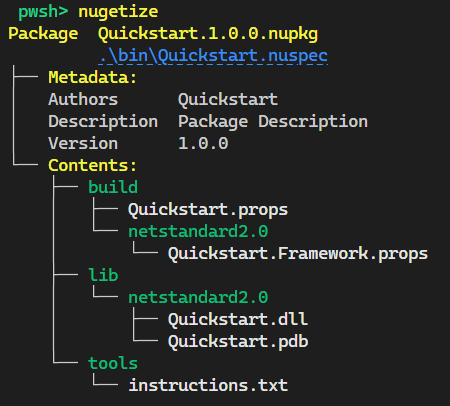 pwsh> nugetize
Package  Quickstart.1.0.0.nupkg
.\bin\Quickstart.nuspec
Metadata:
Authors      Quickstart
Description  Package Description
Version      1.0.0
Contents:
build
Quickstart.props
netstandard2.0
Quickstart.Framework.props
lib
netstandard2.0
Quickstart.dll
Quickstart.pdb
tools
instructions.txt